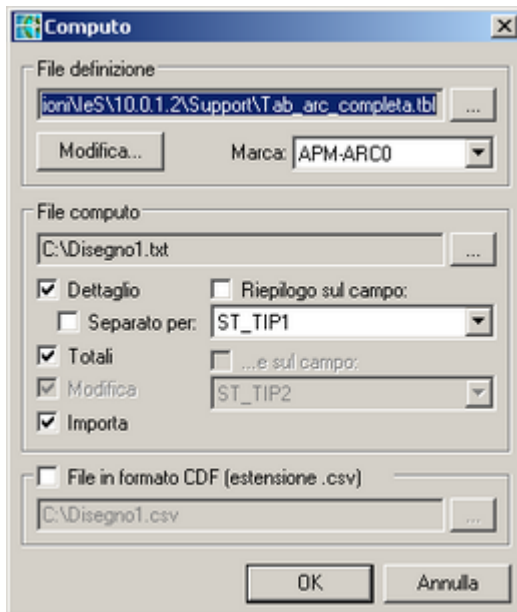 Computo
File definizione
ioni\IeS\10.0.1.2\Support\Tab_arc_completa.tbl ...
Modifica... Marca: APM-ARC0
File computo
C:\Disegno1.txt ...
Dettaglio Riepilogo sul campo:
Separato per: ST_TIP1
Totali ...e sul campo:
Modifica ST_TIP2
Importa
File in formato CDF (estensione .csv)
C:\Disegno1.csv ...
OK Annulla